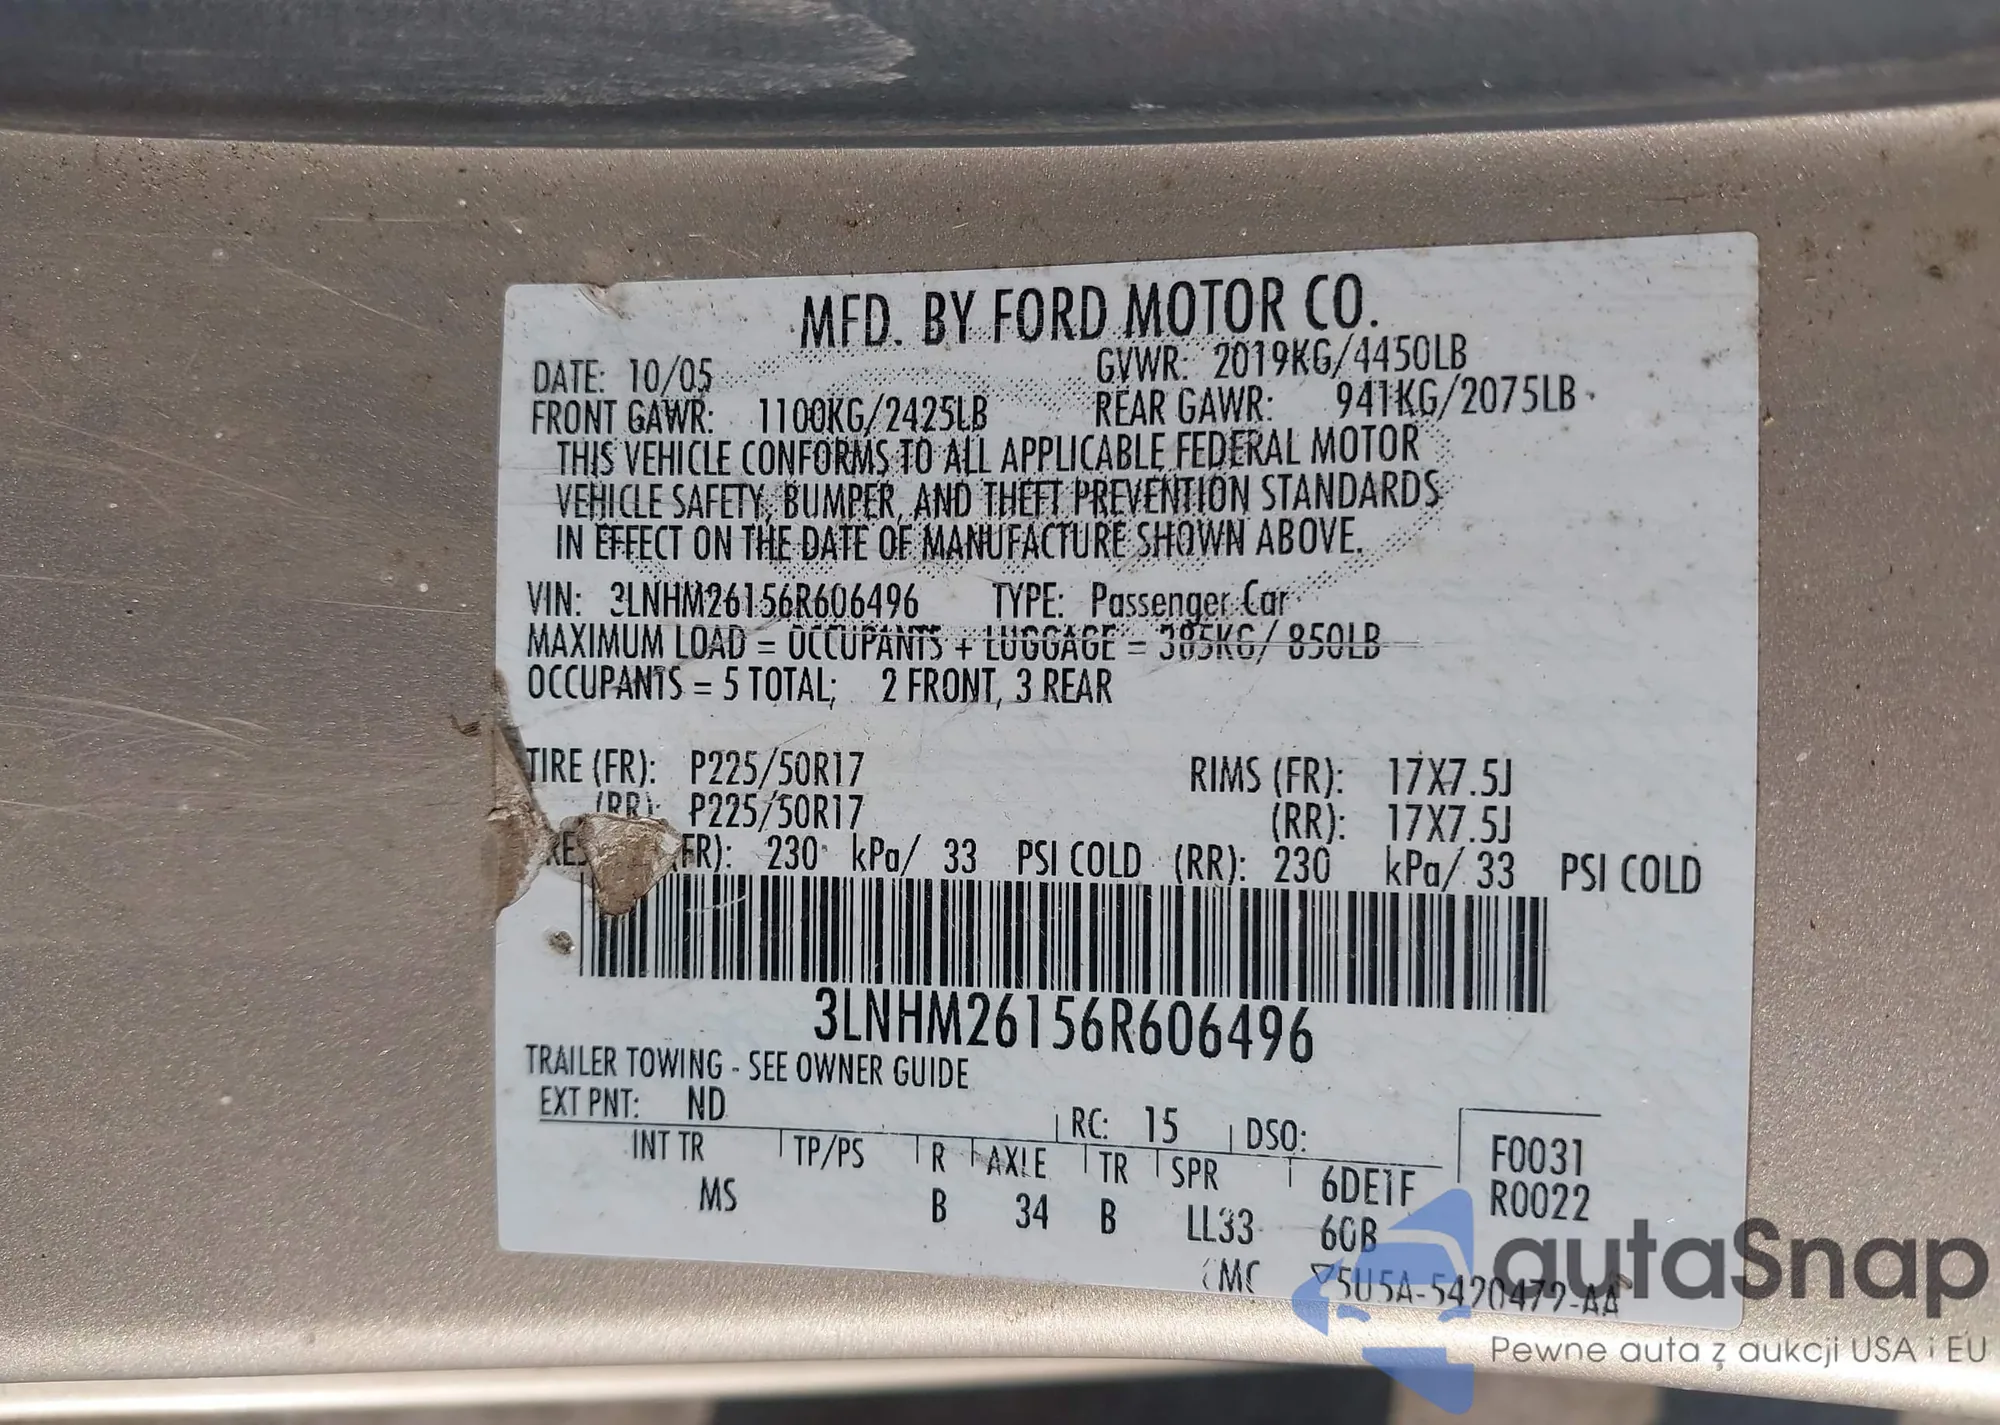 MFD. BY FORD MOTOR CO.
DATE: 10/05 GVWR: 2019KG/4450LB
FRONT GAWR: 1100KG/2425LB REAR GAWR: 941KG/2075LB
THIS VEHICLE CONFORMS TO ALL APPLICABLE FEDERAL MOTOR
VEHICLE SAFETY, BUMPER, AND THEFT PREVENTION STANDARDS
IN EFFECT ON THE DATE OF MANUFACTURE SHOWN ABOVE.
VIN: 3LNHM26156R606496 TYPE: Passenger Car
MAXIMUM LOAD = OCCUPANTS + LUGGAGE = 385KG/ 850LB
OCCUPANTS = 5 TOTAL; 2 FRONT, 3 REAR
TIRE (FR): P225/50R17 RIMS (FR): 17X7.5J
(RR): P225/50R17 (RR): 17X7.5J
(FR): 230 kPa/ 33 PSI COLD (RR): 230 kPa/ 33 PSI COLD
3LNHM26156R606496
TRAILER TOWING - SEE OWNER GUIDE
EXT PNT: ND RC: 15 DSO:
INT TR TP/PS R AXLE TR SPR 6DE1F F0031
MS B 34 B LL33 60B R0022
5U5A-5420472-AA
autaSnap
Pewne auta z aukcji USA i EU